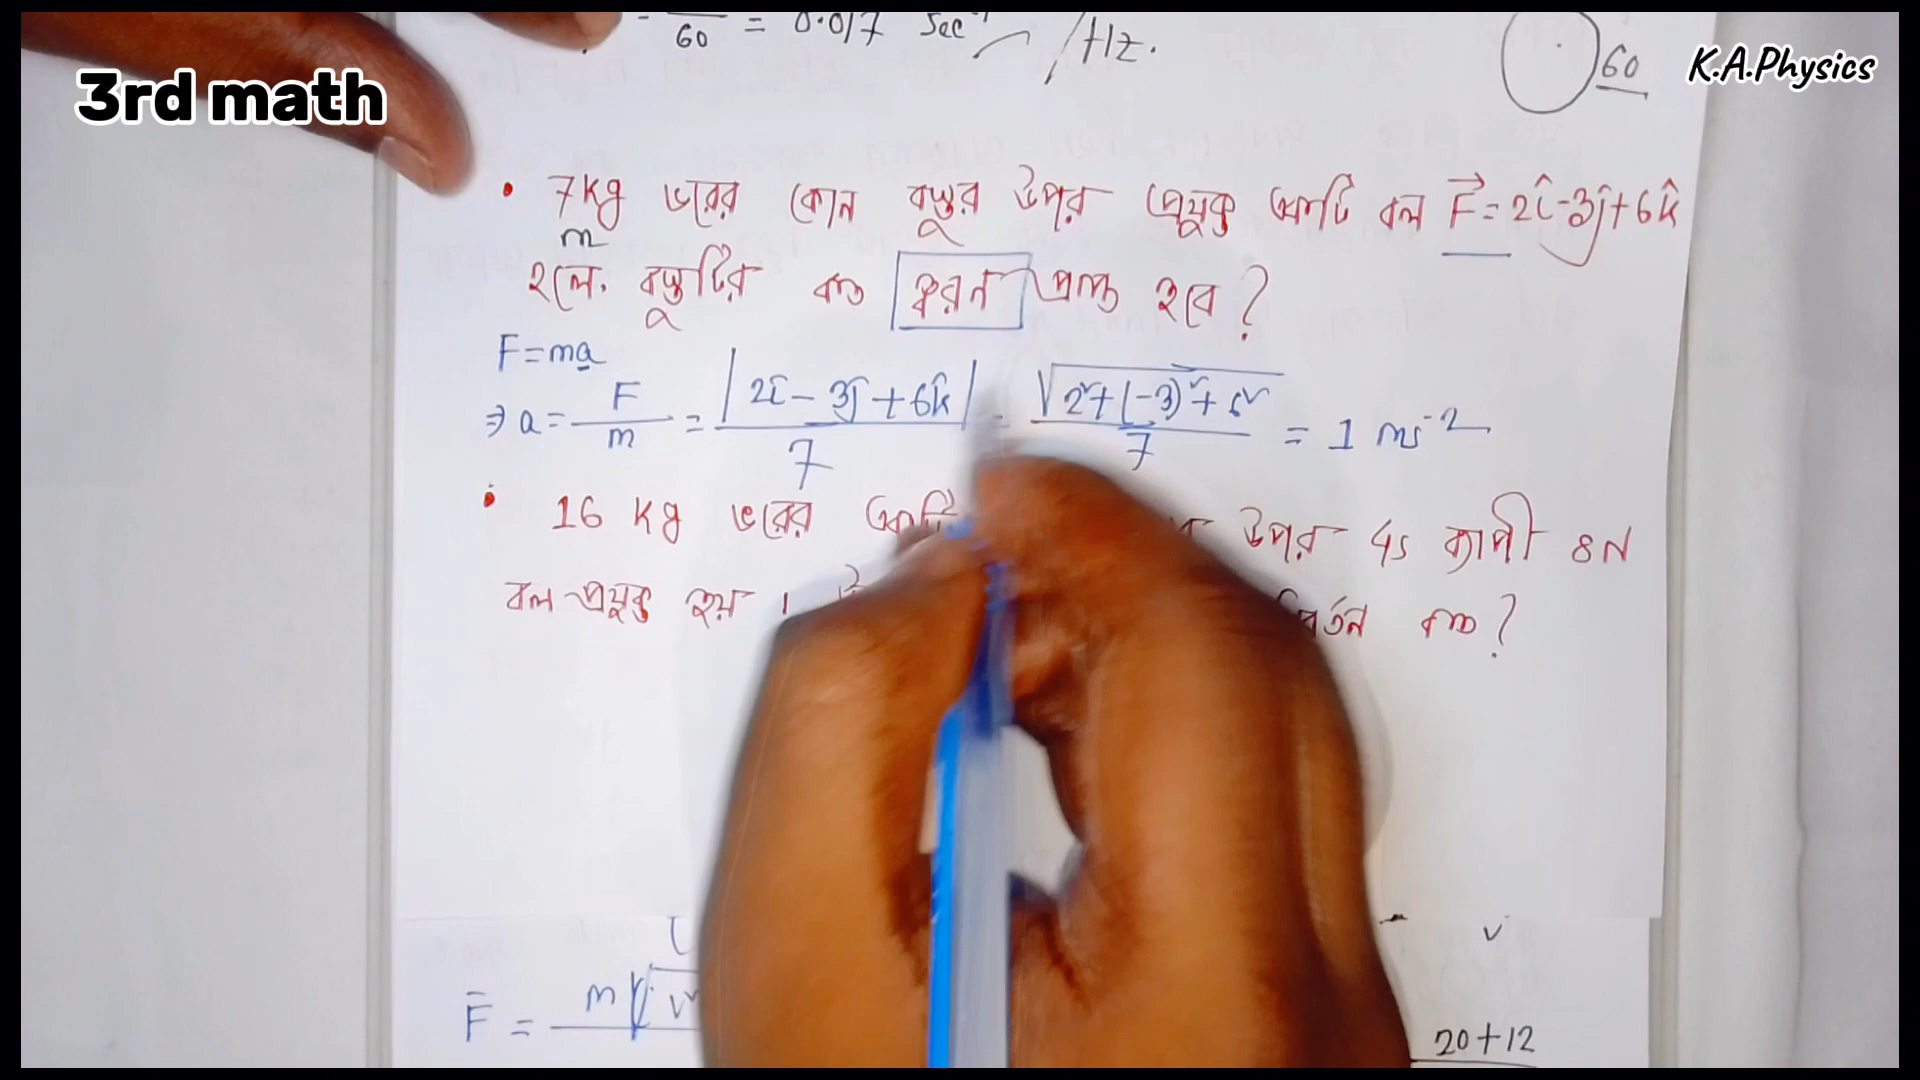 60 = 0.017 Sec⁻¹ /Hz.
60
K.A.Physics
3rd math
• 7kg ভরের কোন বস্তুর উপর প্রযুক্ত একটি বল F⃗ = 2î-3ĵ+6k̂
m
হলে, বস্তুটির কত ত্বরন প্রাপ্ত হবে?
F=ma
⇒ a = F/m = |2î - 3ĵ + 6k̂|/7 = √(2²+(-3)²+6²)/7 = 1 ms⁻²
• 16 kg ভরের একটি উপর 4s ব্যাপী 8N
বল প্রযুক্ত হয় । কত?
F̄ = m
v
20+12